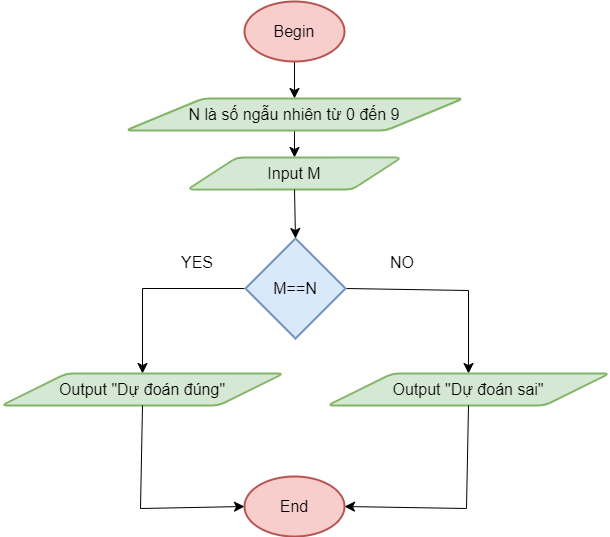 Begin
N là số ngẫu nhiên từ 0 đến 9
Input M
YES
NO
M==N
Output "Dự đoán đúng"
Output "Dự đoán sai"
End